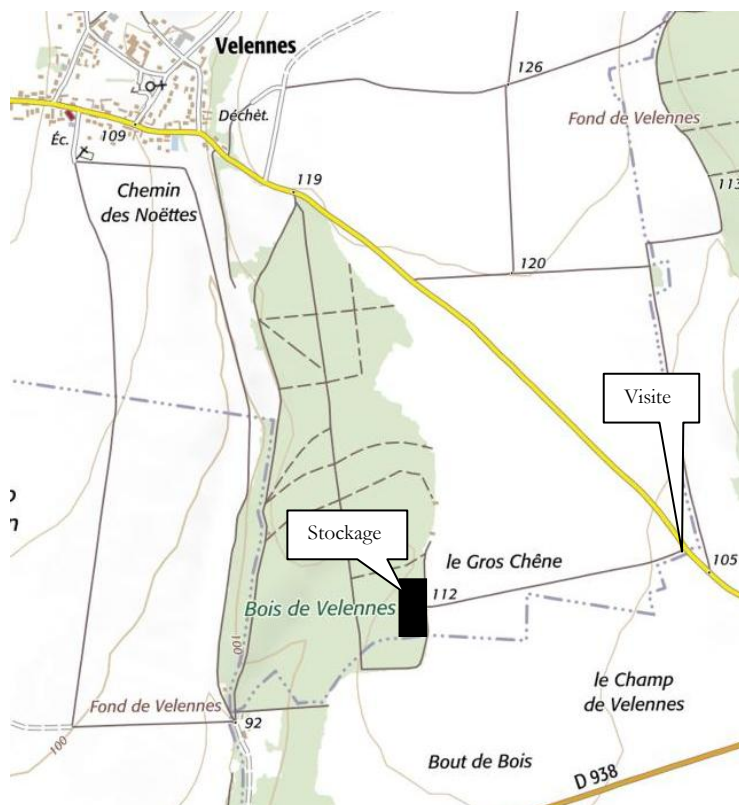 Velennes
126
Déchèt.
Fond de Velennes
109
Éc.
119
113
Chemin
des Noëttes
120
Visite
Stockage
le Gros Chêne
105
112
Bois de Velennes
100
le Champ
de Velennes
Fond de Velennes
92
100
Bout de Bois
D 938